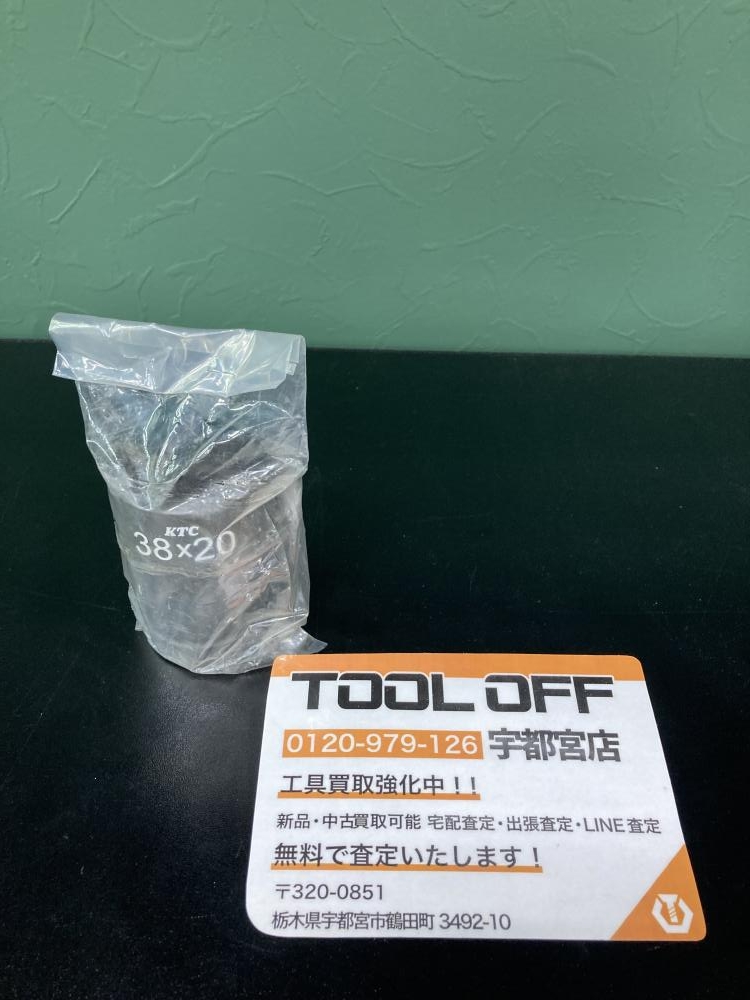 KTC
38×20
TOOL OFF
0120-979-126 宇都宮店
工具買取強化中！！
新品・中古買取可能 宅配査定・出張査定・LINE査定
無料で査定いたします！
〒320-0851
栃木県宇都宮市鶴田町 3492-10